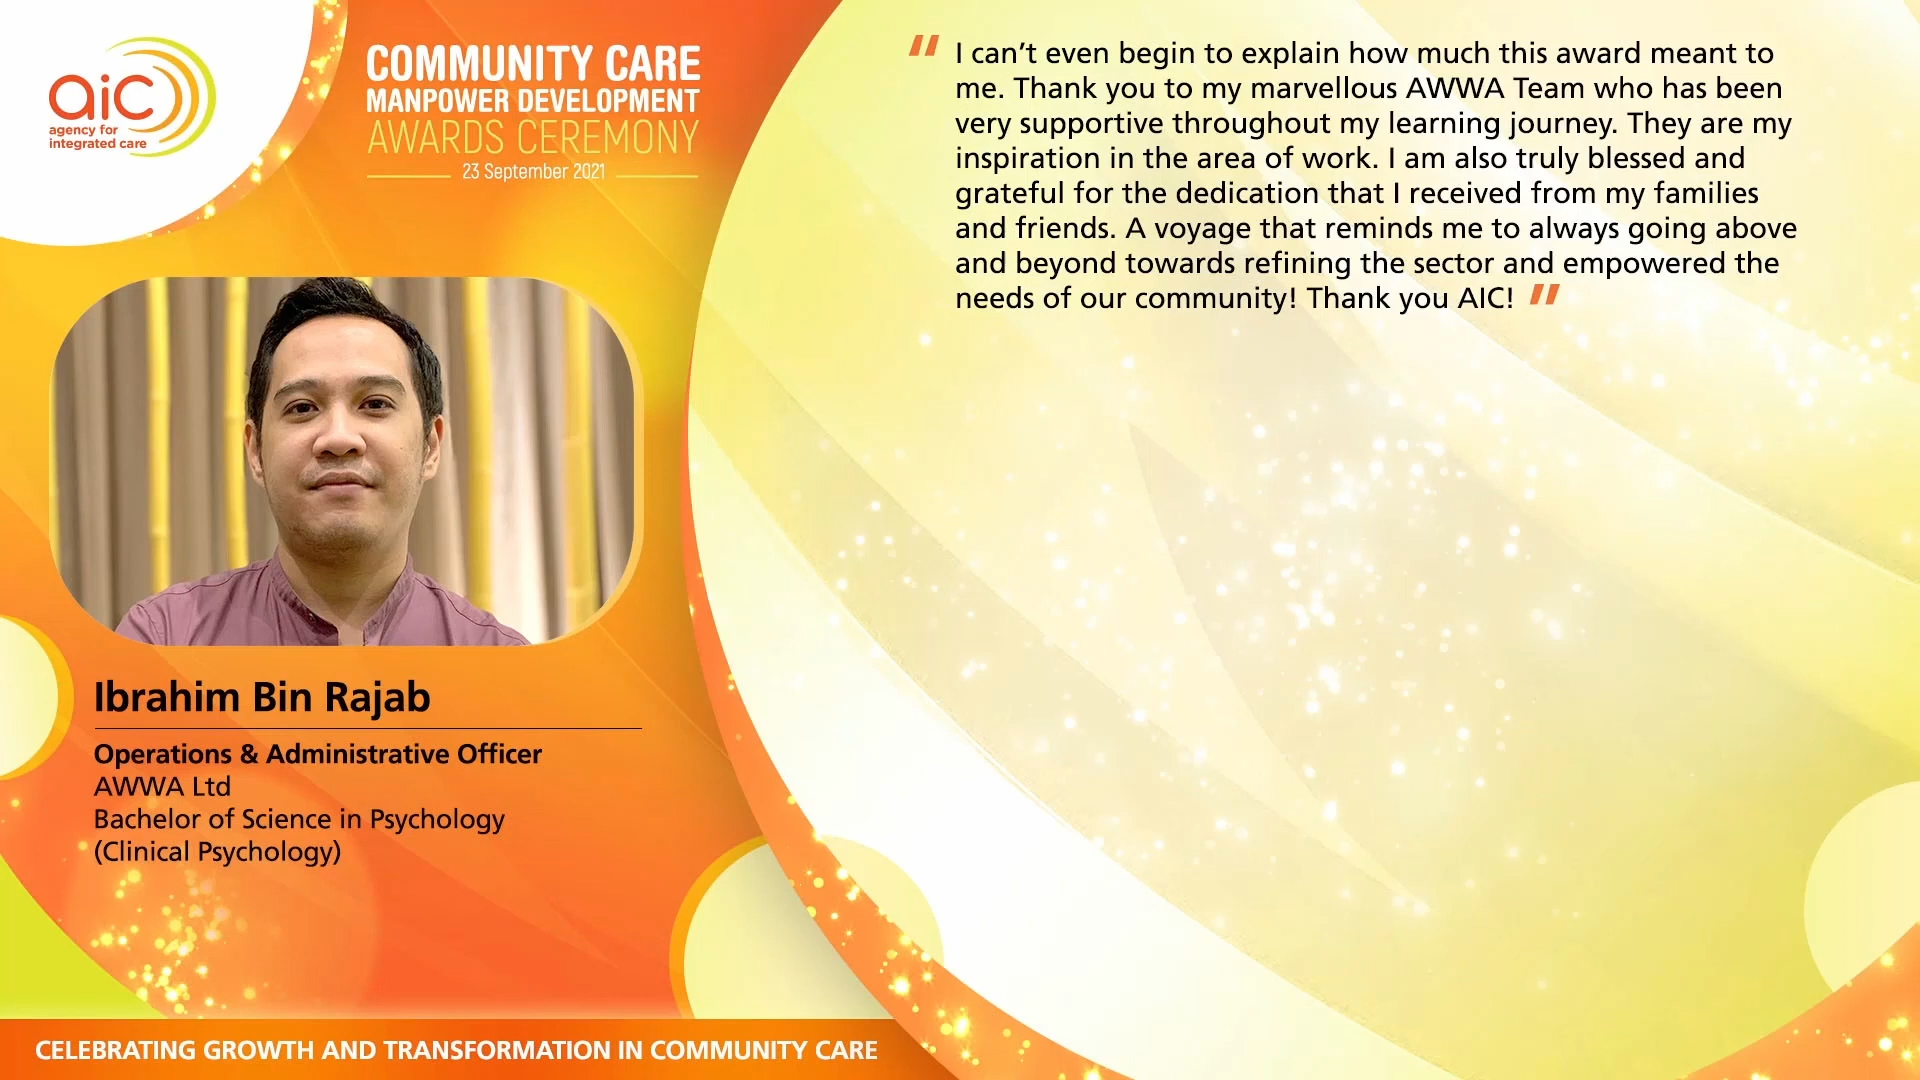 aic
agency for
integrated care
COMMUNITY CARE
MANPOWER DEVELOPMENT
AWARDS CEREMONY
23 September 2021
Ibrahim Bin Rajab
Operations & Administrative Officer
AWWA Ltd
Bachelor of Science in Psychology
(Clinical Psychology)
"I can't even begin to explain how much this award meant to
me. Thank you to my marvellous AWWA Team who has been
very supportive throughout my learning journey. They are my
inspiration in the area of work. I am also truly blessed and
grateful for the dedication that I received from my families
and friends. A voyage that reminds me to always going above
and beyond towards refining the sector and empowered the
needs of our community! Thank you AIC!"
CELEBRATING GROWTH AND TRANSFORMATION IN COMMUNITY CARE